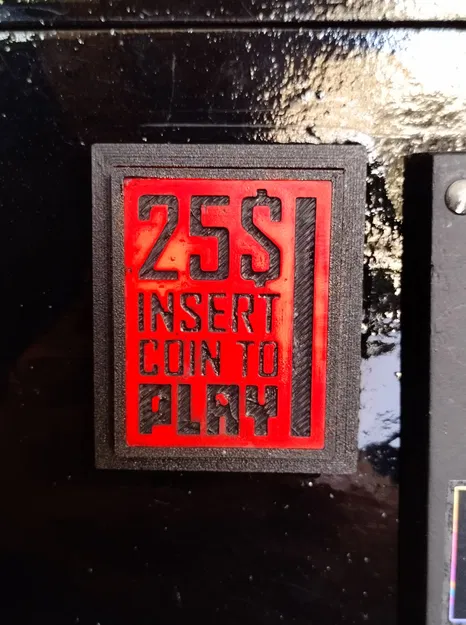 25$
INSERT
COIN TO
PLAY